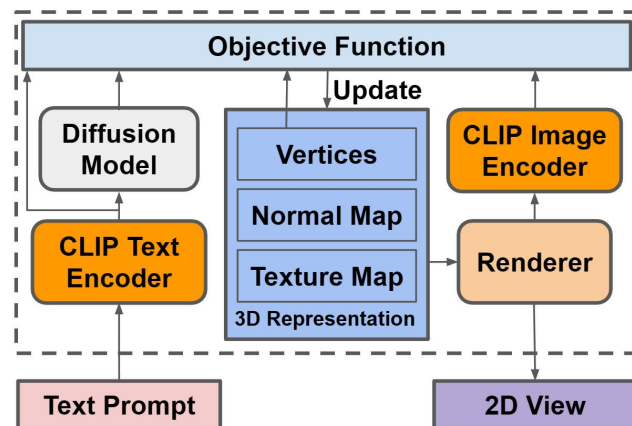 Objective Function
Update
Diffusion
Model
Vertices
CLIP Image
Encoder
Normal Map
CLIP Text
Encoder
Texture Map
Renderer
3D Representation
Text Prompt
2D View